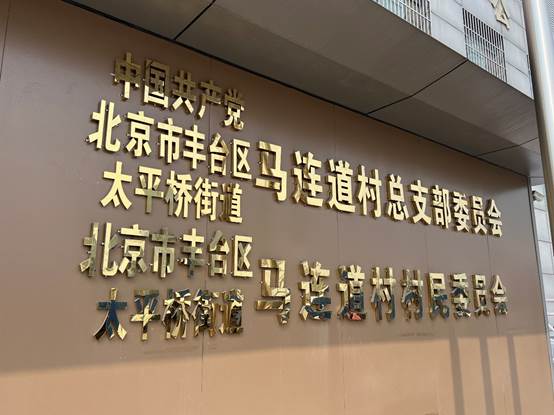 中国共产党
北京市丰台区
太平桥街道
马连道村总支部委员会
北京市丰台区
太平桥街道
马连道村村民委员会